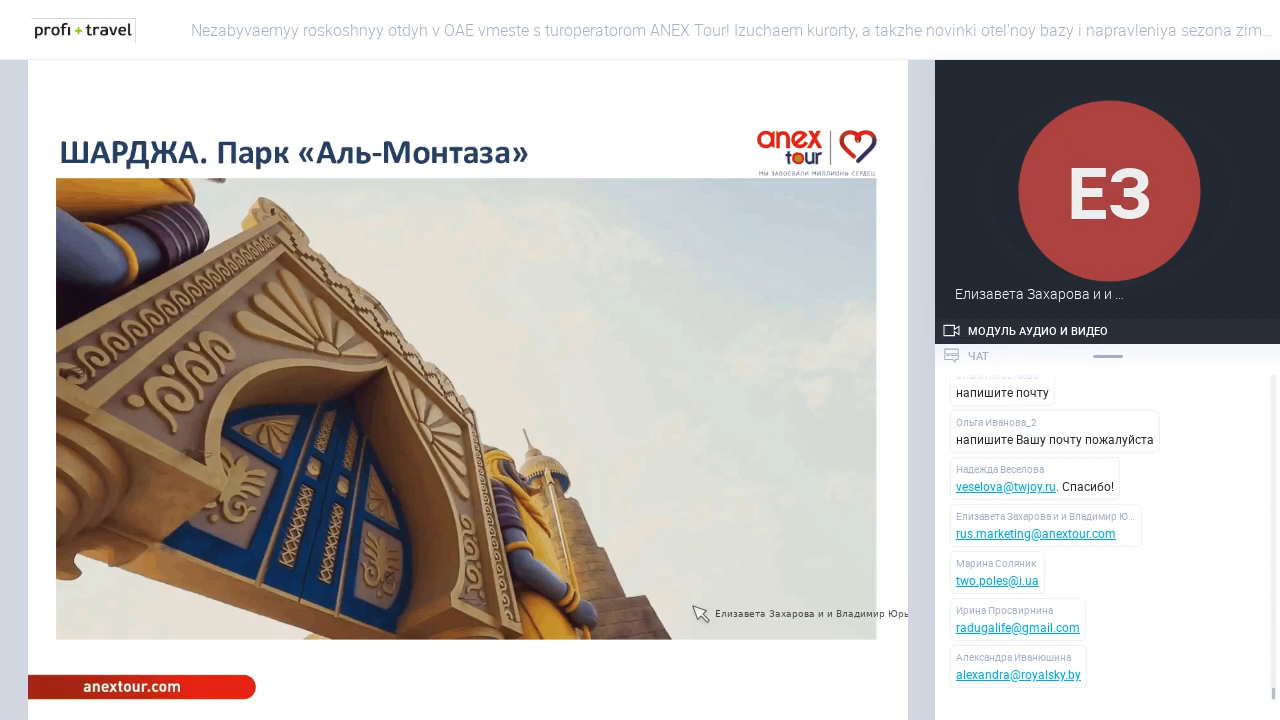 profi + travel
Nezabyvaemyy roskoshnyy otdyh v OAE vmeste s turoperatorom ANEX Tour! Izuchaem kurorty, a takzhe novinki otel'noy bazy i napravleniya sezona zim...
ШАРДЖА. Парк «Аль-Монтаза»
anex
tour
МЫ ЗАВОЕВАЛИ МИЛЛИОНЫ СЕРДЕЦ
Елизавета Захарова и и Владимир Юрь
anextour.com
ЕЗ
Елизавета Захарова и и ...
МОДУЛЬ АУДИО И ВИДЕО
ЧАТ
напишите почту
Ольга Иванова_2
напишите Вашу почту пожалуйста
Надежда Веселова
veselova@twjoy.ru. Спасибо!
Елизавета Захарова и и Владимир Ю...
rus.marketing@anextour.com
Марина Соляник
two.poles@i.ua
Ирина Просвирнина
radugalife@gmail.com
Александра Иванюшина
alexandra@royalsky.by